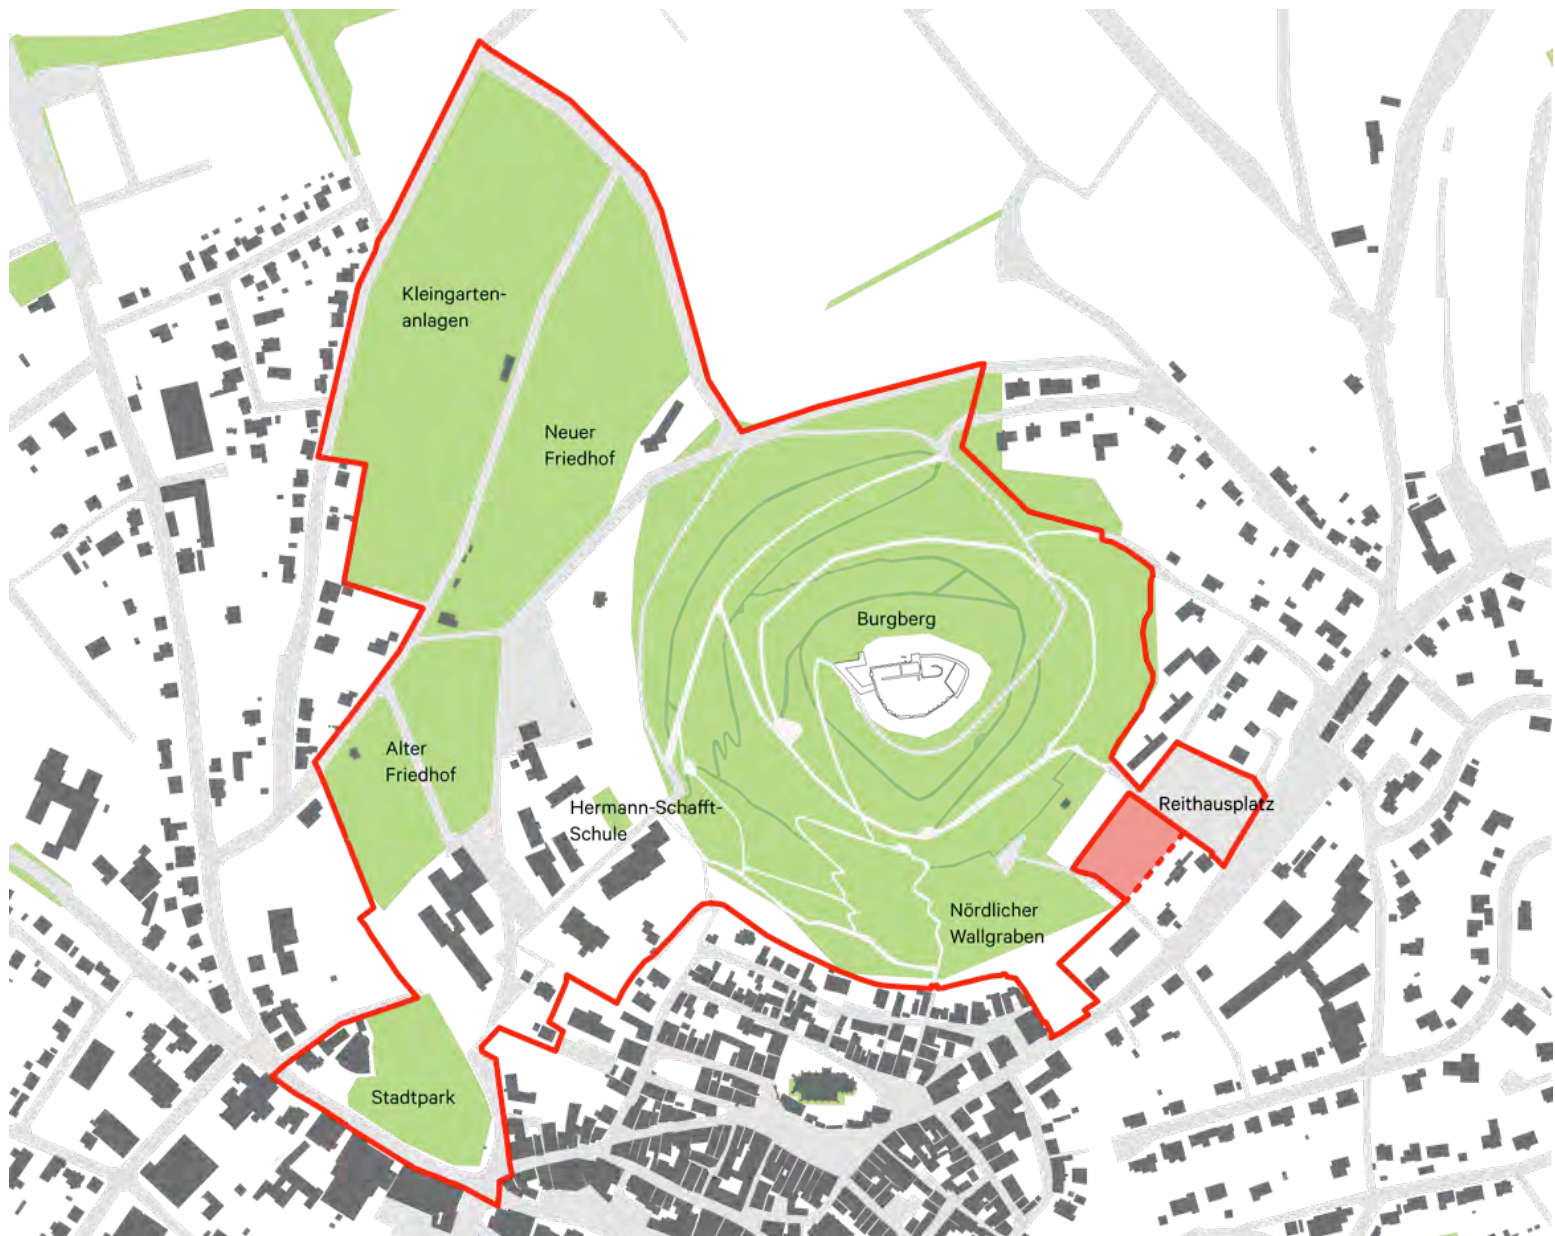 Kleingarten-
anlagen
Neuer
Friedhof
Burgberg
Alter
Friedhof
Hermann-Schafft-
Schule
Reithausplatz
Nördlicher
Wallgraben
Stadtpark